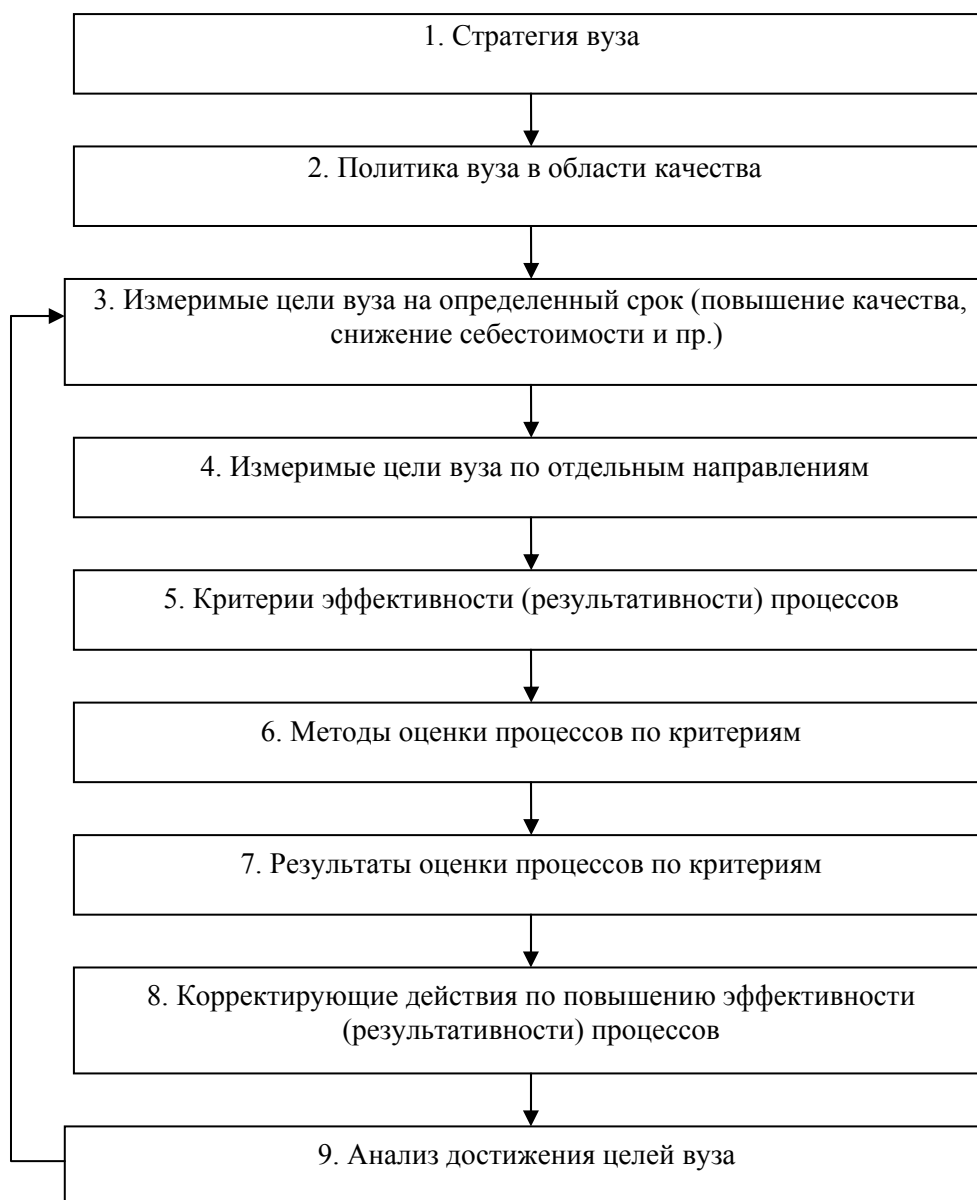 1. Стратегия вуза
2. Политика вуза в области качества
3. Измеримые цели вуза на определенный срок (повышение качества,
снижение себестоимости и пр.)
4. Измеримые цели вуза по отдельным направлениям
5. Критерии эффективности (результативности) процессов
6. Методы оценки процессов по критериям
7. Результаты оценки процессов по критериям
8. Корректирующие действия по повышению эффективности
(результативности) процессов
9. Анализ достижения целей вуза